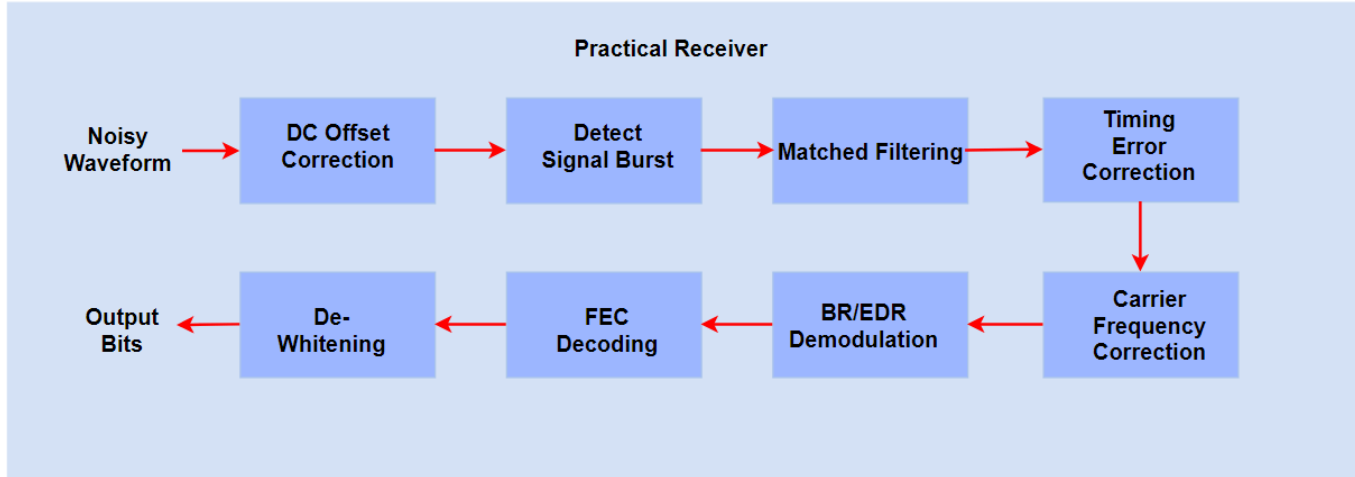 Practical Receiver
Noisy
Waveform
DC Offset
Correction
Detect
Signal Burst
Matched Filtering
Timing
Error
Correction
Carrier
Frequency
Correction
BR/EDR
Demodulation
FEC
Decoding
De-
Whitening
Output
Bits